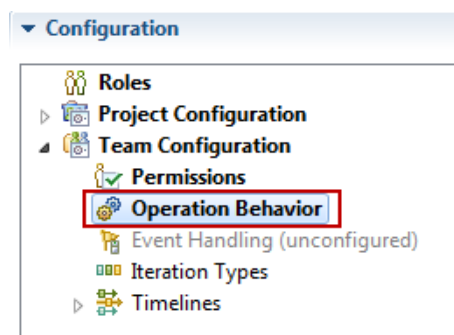 Configuration
Roles
Project Configuration
Team Configuration
Permissions
Operation Behavior
Event Handling (unconfigured)
Iteration Types
Timelines